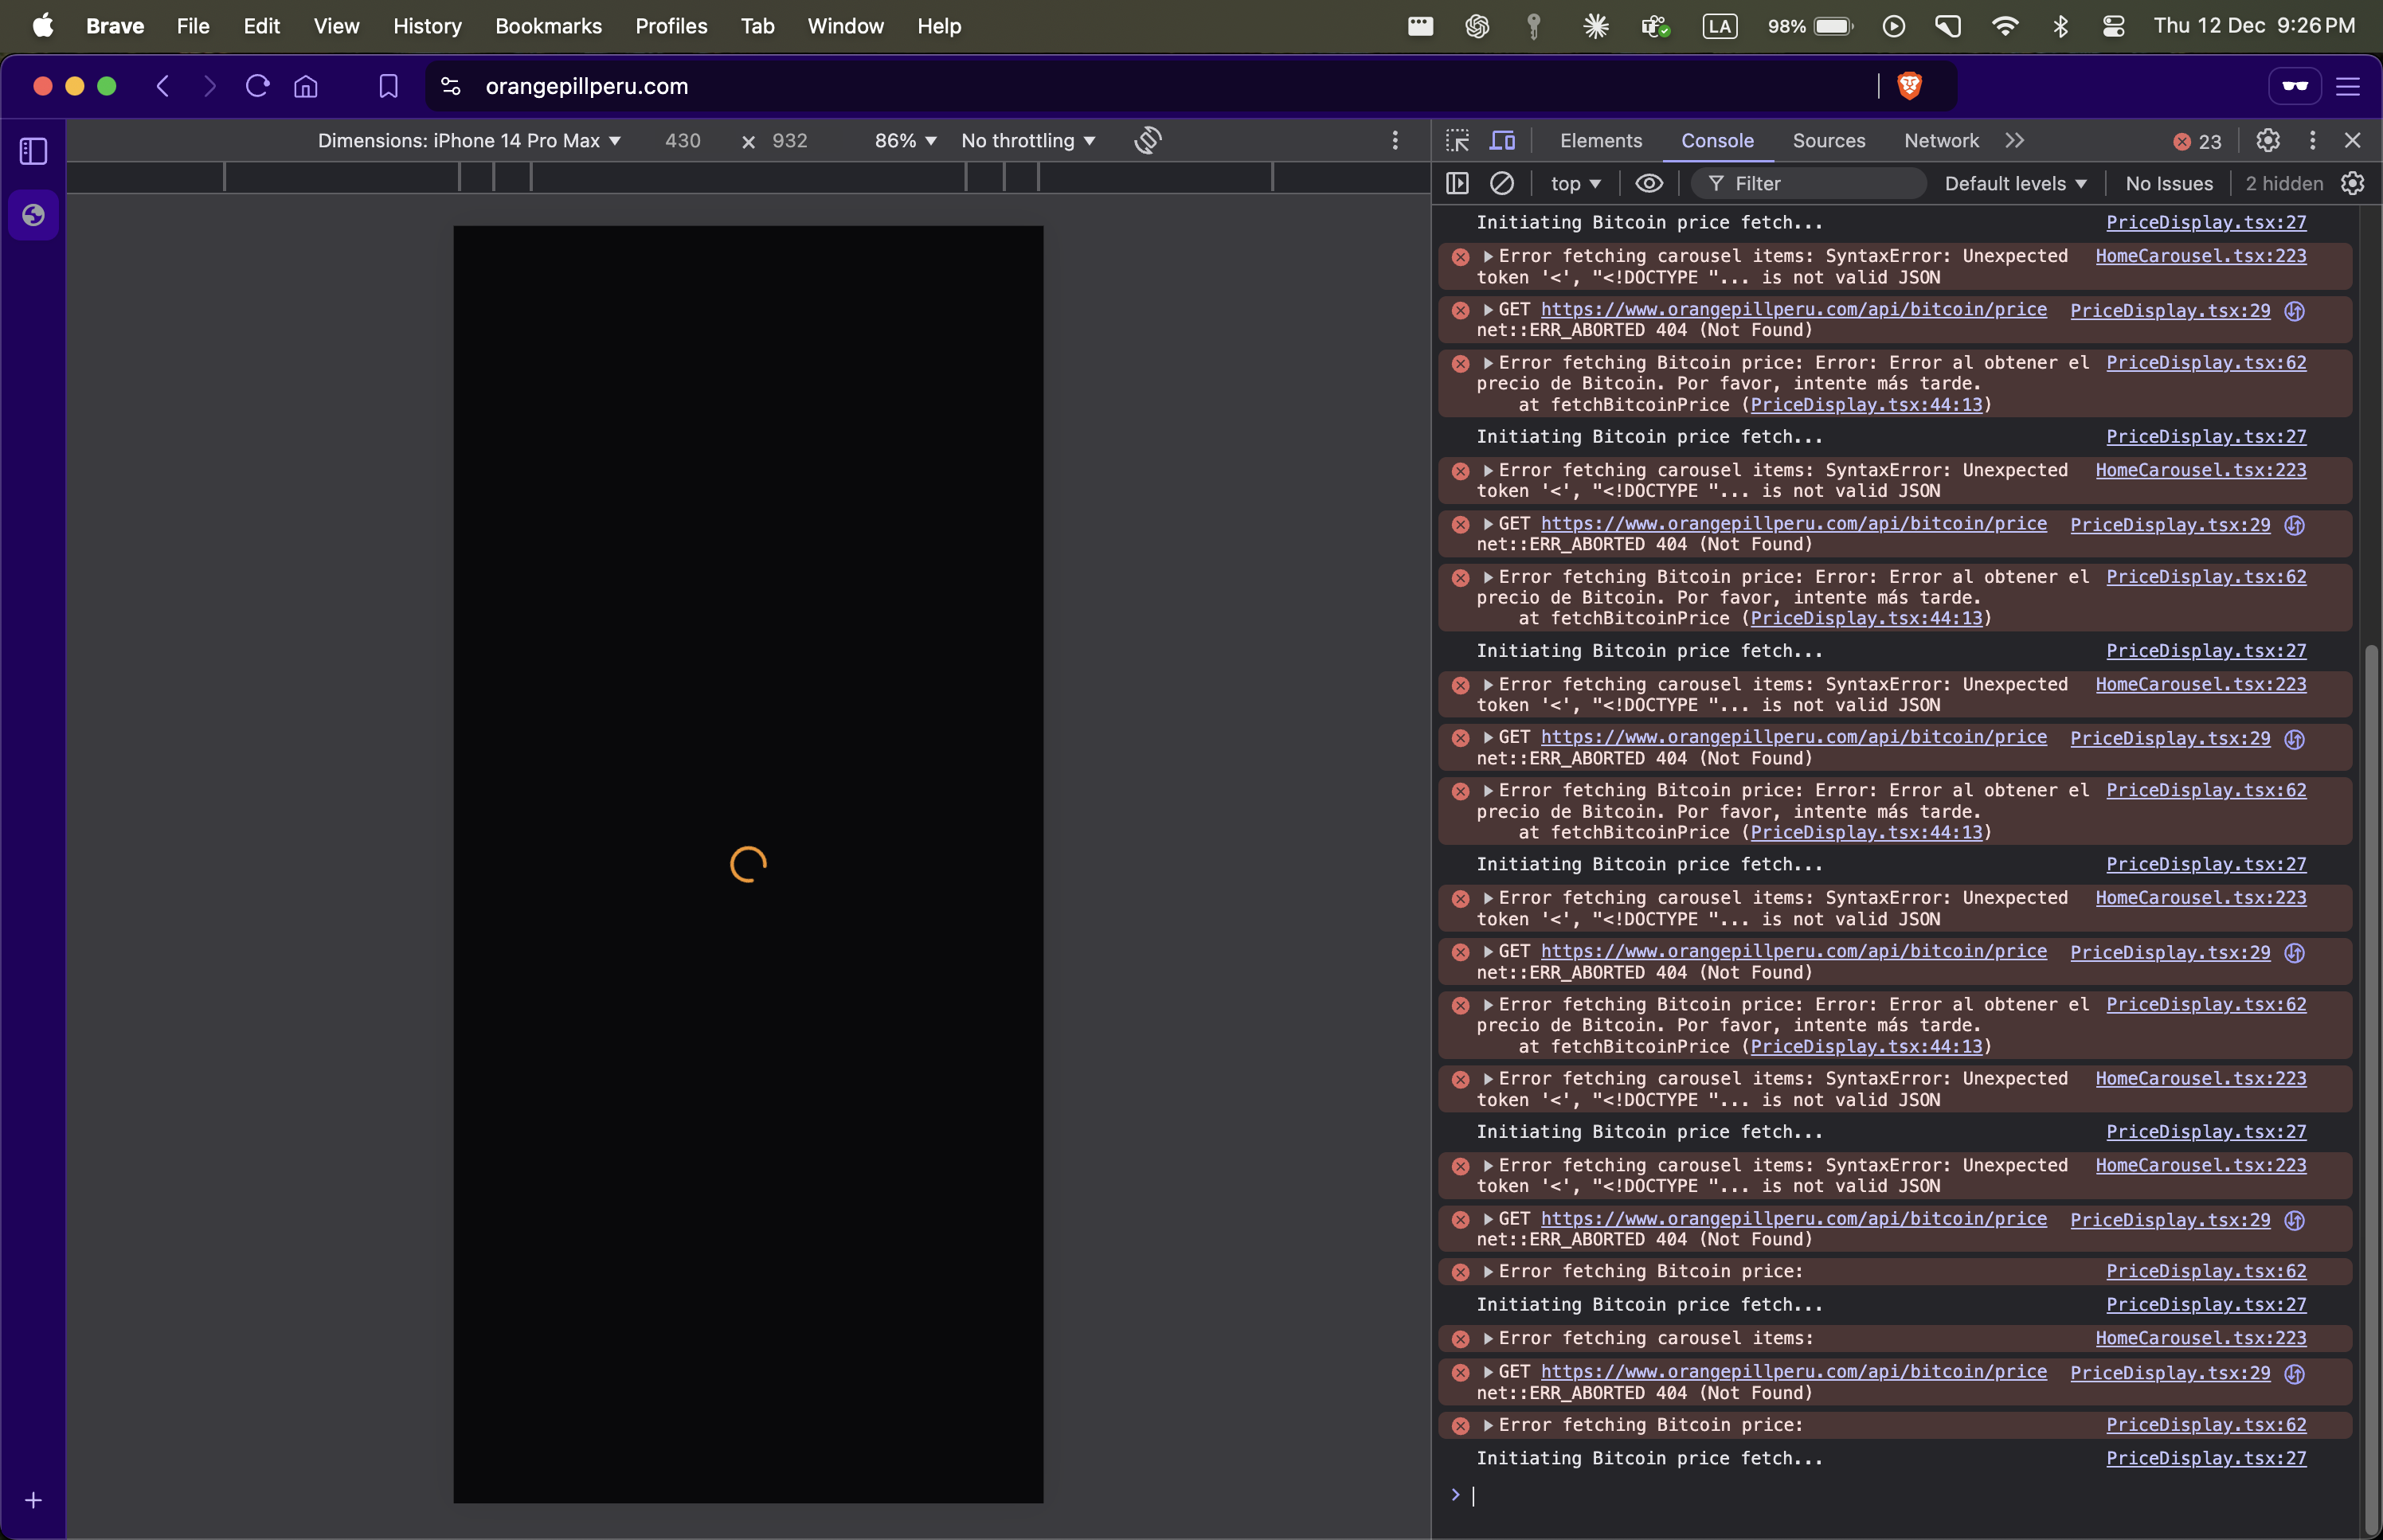 Brave File Edit View History Bookmarks Profiles Tab Window Help LA 98% Thu 12 Dec 9:26 PM
orangepillperu.com
Dimensions: iPhone 14 Pro Max 430 × 932 86% No throttling
Elements Console Sources Network 23
top Filter Default levels No Issues 2 hidden
Initiating Bitcoin price fetch... PriceDisplay.tsx:27
Error fetching carousel items: SyntaxError: Unexpected HomeCarousel.tsx:223
token '<', "<!DOCTYPE "... is not valid JSON
GET https://www.orangepillperu.com/api/bitcoin/price PriceDisplay.tsx:29
net::ERR_ABORTED 404 (Not Found)
Error fetching Bitcoin price: Error: Error al obtener el PriceDisplay.tsx:62
precio de Bitcoin. Por favor, intente más tarde.
at fetchBitcoinPrice (PriceDisplay.tsx:44:13)
Initiating Bitcoin price fetch... PriceDisplay.tsx:27
Error fetching carousel items: SyntaxError: Unexpected HomeCarousel.tsx:223
token '<', "<!DOCTYPE "... is not valid JSON
GET https://www.orangepillperu.com/api/bitcoin/price PriceDisplay.tsx:29
net::ERR_ABORTED 404 (Not Found)
Error fetching Bitcoin price: Error: Error al obtener el PriceDisplay.tsx:62
precio de Bitcoin. Por favor, intente más tarde.
at fetchBitcoinPrice (PriceDisplay.tsx:44:13)
Initiating Bitcoin price fetch... PriceDisplay.tsx:27
Error fetching carousel items: SyntaxError: Unexpected HomeCarousel.tsx:223
token '<', "<!DOCTYPE "... is not valid JSON
GET https://www.orangepillperu.com/api/bitcoin/price PriceDisplay.tsx:29
net::ERR_ABORTED 404 (Not Found)
Error fetching Bitcoin price: Error: Error al obtener el PriceDisplay.tsx:62
precio de Bitcoin. Por favor, intente más tarde.
at fetchBitcoinPrice (PriceDisplay.tsx:44:13)
Initiating Bitcoin price fetch... PriceDisplay.tsx:27
Error fetching carousel items: SyntaxError: Unexpected HomeCarousel.tsx:223
token '<', "<!DOCTYPE "... is not valid JSON
GET https://www.orangepillperu.com/api/bitcoin/price PriceDisplay.tsx:29
net::ERR_ABORTED 404 (Not Found)
Error fetching Bitcoin price: Error: Error al obtener el PriceDisplay.tsx:62
precio de Bitcoin. Por favor, intente más tarde.
at fetchBitcoinPrice (PriceDisplay.tsx:44:13)
Error fetching carousel items: SyntaxError: Unexpected HomeCarousel.tsx:223
token '<', "<!DOCTYPE "... is not valid JSON
Initiating Bitcoin price fetch... PriceDisplay.tsx:27
Error fetching carousel items: SyntaxError: Unexpected HomeCarousel.tsx:223
token '<', "<!DOCTYPE "... is not valid JSON
GET https://www.orangepillperu.com/api/bitcoin/price PriceDisplay.tsx:29
net::ERR_ABORTED 404 (Not Found)
Error fetching Bitcoin price: PriceDisplay.tsx:62
Initiating Bitcoin price fetch... PriceDisplay.tsx:27
Error fetching carousel items: HomeCarousel.tsx:223
GET https://www.orangepillperu.com/api/bitcoin/price PriceDisplay.tsx:29
net::ERR_ABORTED 404 (Not Found)
Error fetching Bitcoin price: PriceDisplay.tsx:62
Initiating Bitcoin price fetch... PriceDisplay.tsx:27